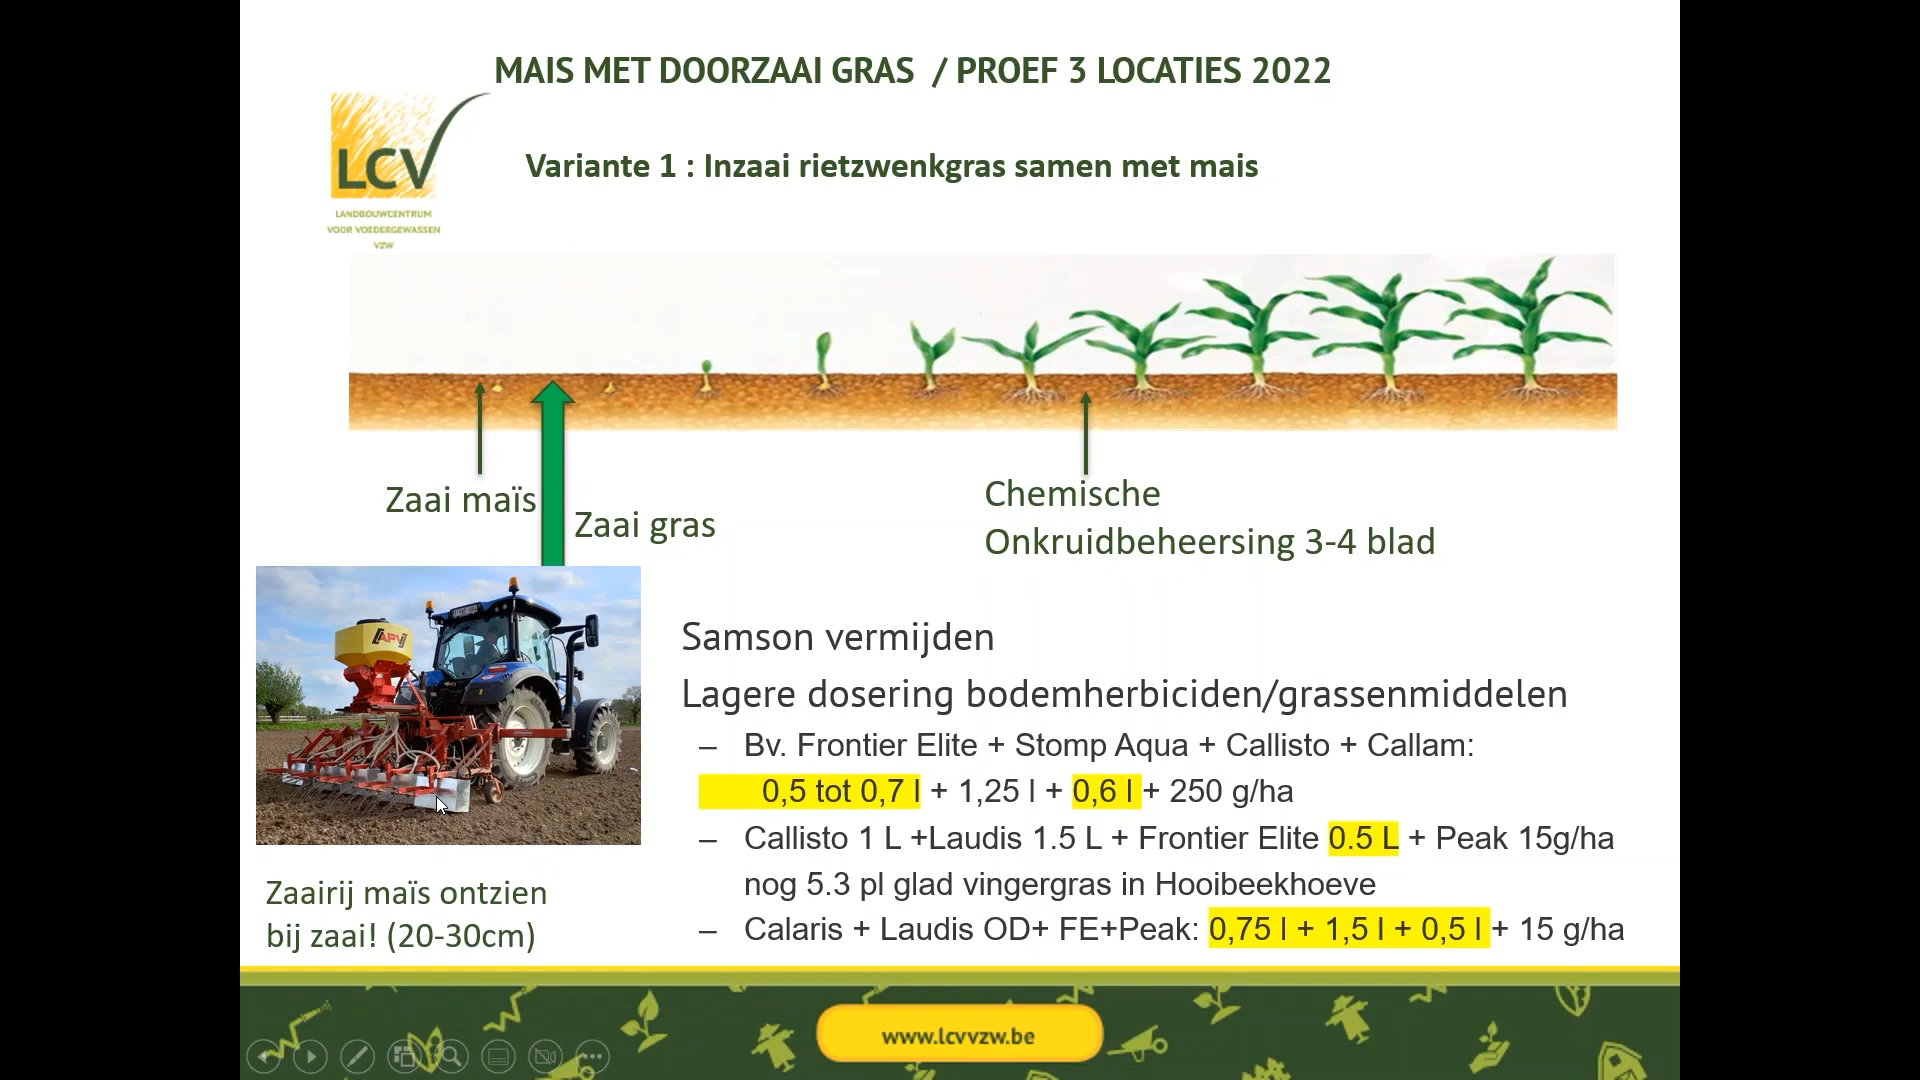 MAIS MET DOORZAAI GRAS / PROEF 3 LOCATIES 2022
LCV
LANDBOUWCENTRUM
VOOR VOEDERGEWASSEN
VZW
Variante 1 : Inzaai rietzwenkgras samen met mais
Zaai maïs
Zaai gras
Chemische
Onkruidbeheersing 3-4 blad
APV
Samson vermijden
Lagere dosering bodemherbiciden/grassenmiddelen
– Bv. Frontier Elite + Stomp Aqua + Callisto + Callam:
0,5 tot 0,7 l + 1,25 l + 0,6 l + 250 g/ha
– Callisto 1 L +Laudis 1.5 L + Frontier Elite 0.5 L + Peak 15g/ha
nog 5.3 pl glad vingergras in Hooibeekhoeve
– Calaris + Laudis OD+ FE+Peak: 0,75 l + 1,5 l + 0,5 l + 15 g/ha
Zaairij maïs ontzien
bij zaai! (20-30cm)
www.lcvvzw.be